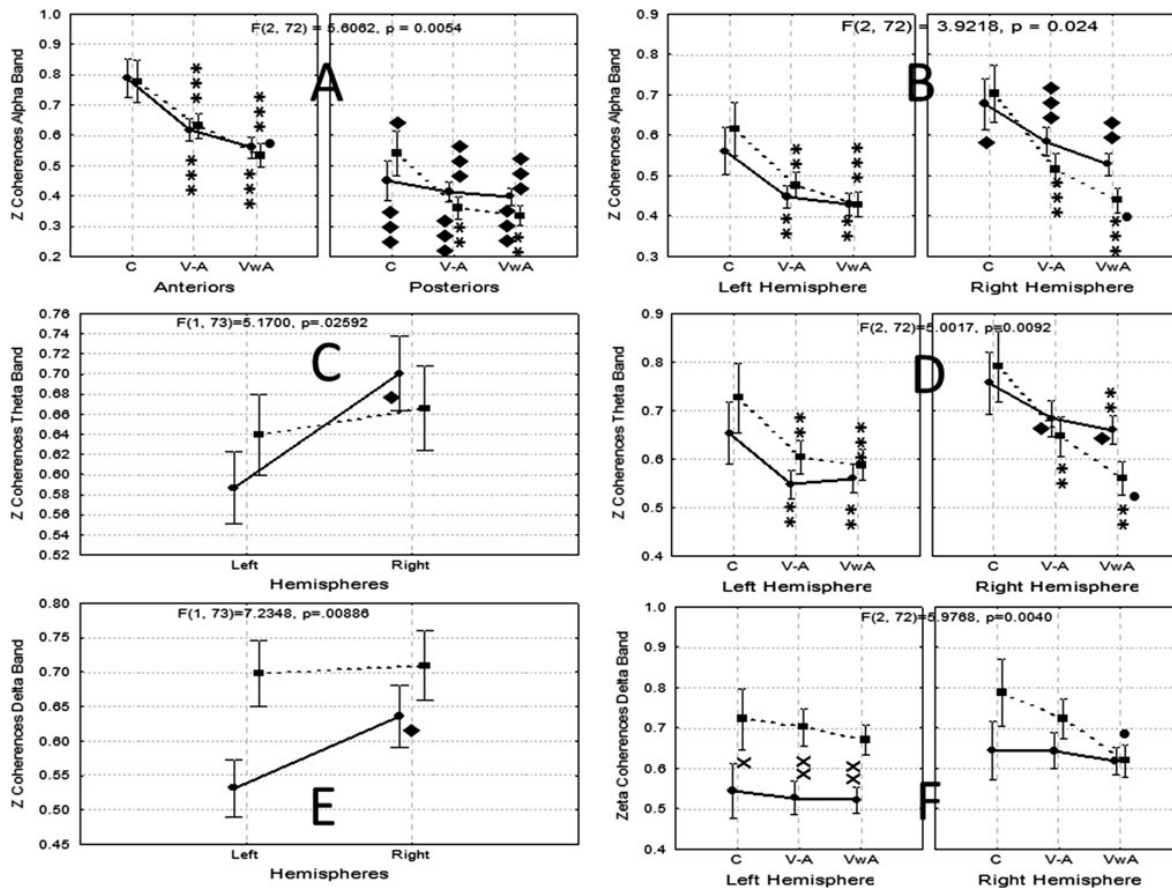 F(2, 72) = 5.6062, p = 0.0054
Z Coherences Alpha Band
1.0
0.9
0.8
0.7
0.6
0.5
0.4
0.3
0.2
A
C V-A VwA
Anteriors
C V-A VwA
Posteriors
F(2, 72) = 3.9218, p = 0.024
Z Coherences Alpha Band
0.9
0.8
0.7
0.6
0.5
0.4
0.3
B
C V-A VwA
Left Hemisphere
C V-A VwA
Right Hemisphere
F(1, 73)=5.1700, p=.02592
Z Coherences Theta Band
0.76
0.74
0.72
0.70
0.68
0.66
0.64
0.62
0.60
0.58
0.56
0.54
0.52
C
Left Right
Hemispheres
F(2, 72)=5.0017, p=0.0092
Z Coherences Theta Band
0.9
0.8
0.7
0.6
0.5
0.4
D
C V-A VwA
Left Hemisphere
C V-A VwA
Right Hemisphere
F(1, 73)=7.2348, p=.00886
Z Coherences Delta Band
0.80
0.75
0.70
0.65
0.60
0.55
0.50
0.45
E
Left Right
Hemispheres
F(2, 72)=5.9768, p=0.0040
Zeta Coherences Delta Band
1.0
0.9
0.8
0.7
0.6
0.5
0.4
F
C V-A VwA
Left Hemisphere
C V-A VwA
Right Hemisphere